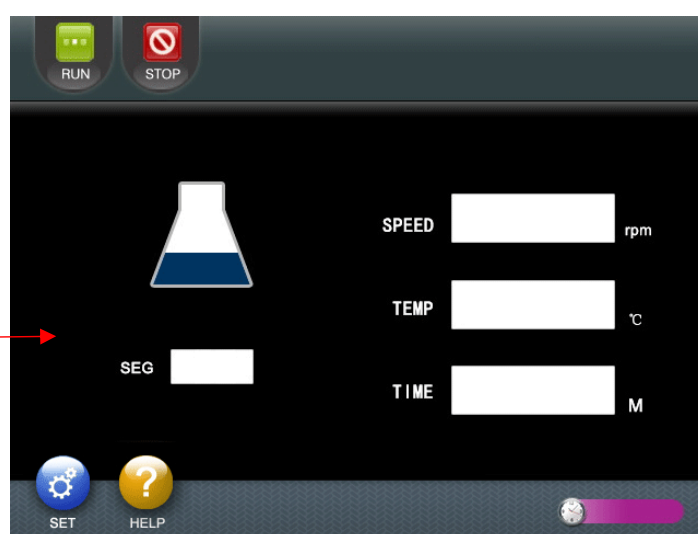 RUN
STOP
SPEED
rpm
TEMP
℃
SEG
TIME
M
?
SET
HELP